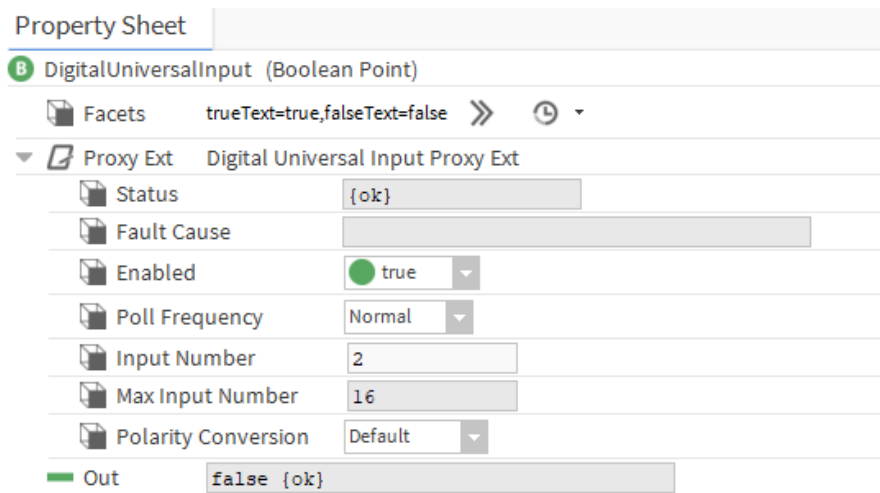 Property Sheet
B DigitalUniversalInput (Boolean Point)
Facets trueText=true,falseText=false
Proxy Ext Digital Universal Input Proxy Ext
Status {ok}
Fault Cause
Enabled true
Poll Frequency Normal
Input Number 2
Max Input Number 16
Polarity Conversion Default
Out false {ok}